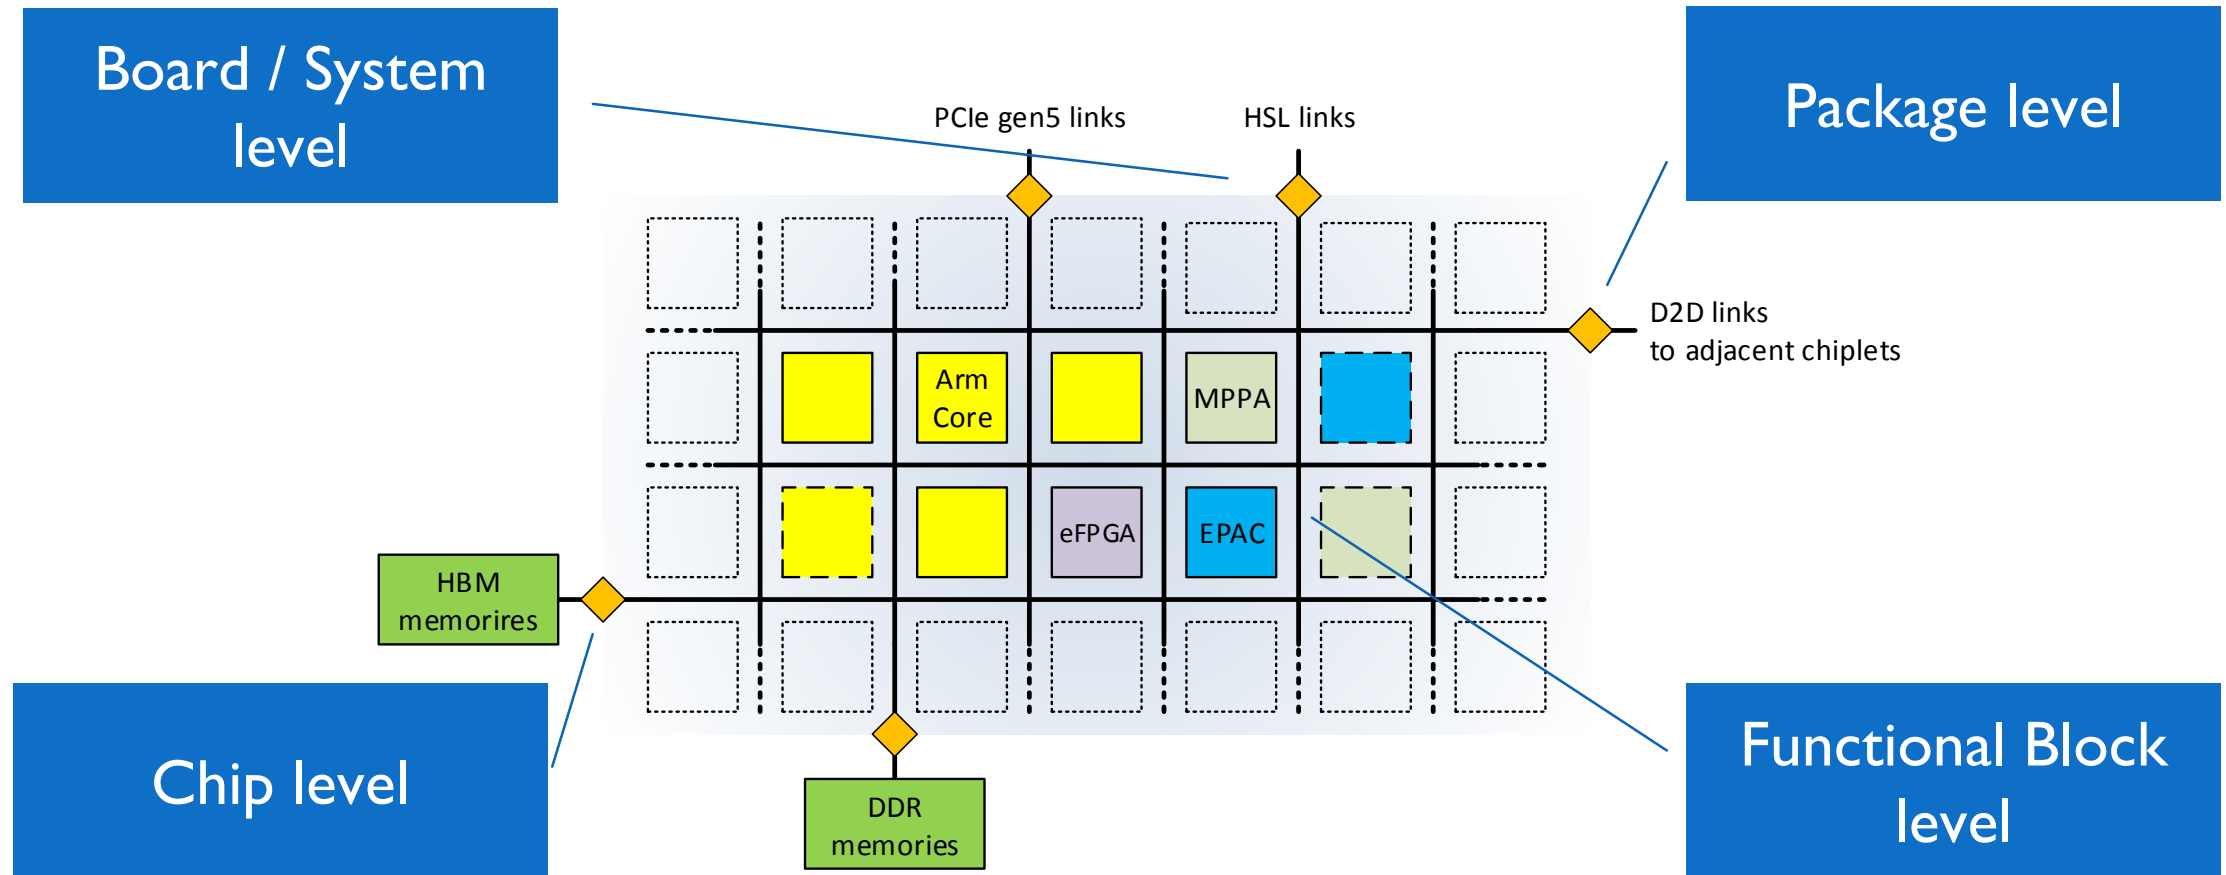 Board / System
level
Package level
PCIe gen5 links
HSL links
D2D links
to adjacent chiplets
Arm
Core
MPPA
eFPGA
EPAC
HBM
memorires
Chip level
DDR
memories
Functional Block
level